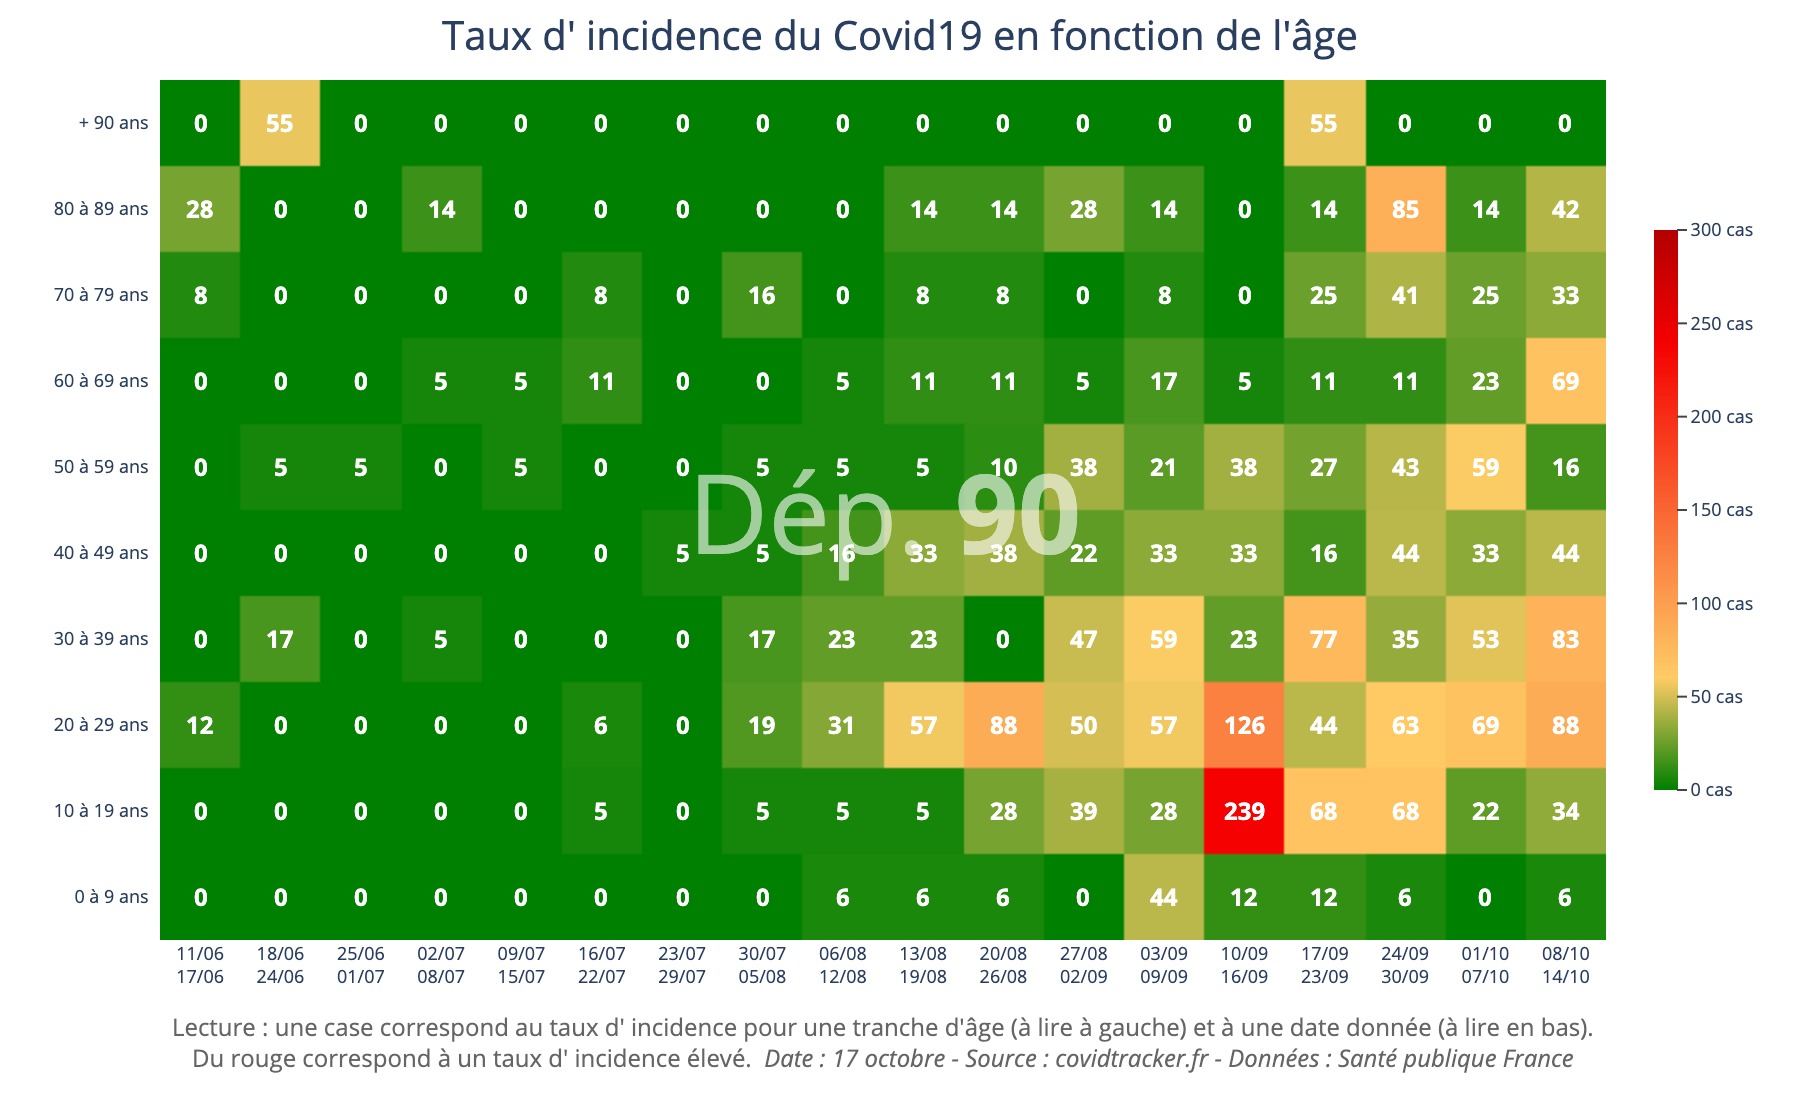 Taux d' incidence du Covid19 en fonction de l'âge
+ 90 ans 0 55 0 0 0 0 0 0 0 0 0 0 0 0 55 0 0 0
80 à 89 ans 28 0 0 14 0 0 0 0 0 14 14 28 14 0 14 85 14 42
70 à 79 ans 8 0 0 0 0 8 0 16 0 8 8 0 8 0 25 41 25 33
60 à 69 ans 0 0 0 5 5 11 0 0 5 11 11 5 17 5 11 11 23 69
50 à 59 ans 0 5 5 0 5 0 0 5 5 5 10 38 21 38 27 43 59 16
Dép. 90
40 à 49 ans 0 0 0 0 0 0 5 5 16 33 38 22 33 33 16 44 33 44
30 à 39 ans 0 17 0 5 0 0 0 17 23 23 0 47 59 23 77 35 53 83
20 à 29 ans 12 0 0 0 0 6 0 19 31 57 88 50 57 126 44 63 69 88
10 à 19 ans 0 0 0 0 0 5 0 5 5 5 28 39 28 239 68 68 22 34
0 à 9 ans 0 0 0 0 0 0 0 0 6 6 6 0 44 12 12 6 0 6
11/06 18/06 25/06 02/07 09/07 16/07 23/07 30/07 06/08 13/08 20/08 27/08 03/09 10/09 17/09 24/09 01/10 08/10
17/06 24/06 01/07 08/07 15/07 22/07 29/07 05/08 12/08 19/08 26/08 02/09 09/09 16/09 23/09 30/09 07/10 14/10
300 cas
250 cas
200 cas
150 cas
100 cas
50 cas
0 cas
Lecture : une case correspond au taux d' incidence pour une tranche d'âge (à lire à gauche) et à une date donnée (à lire en bas).
Du rouge correspond à un taux d' incidence élevé. Date : 17 octobre - Source : covidtracker.fr - Données : Santé publique France